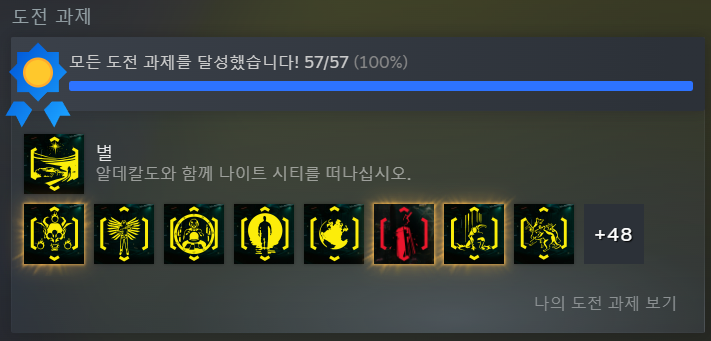 도전 과제
모든 도전 과제를 달성했습니다! 57/57 (100%)
별
알데칼도와 함께 나이트 시티를 떠나십시오.
+48
나의 도전 과제 보기